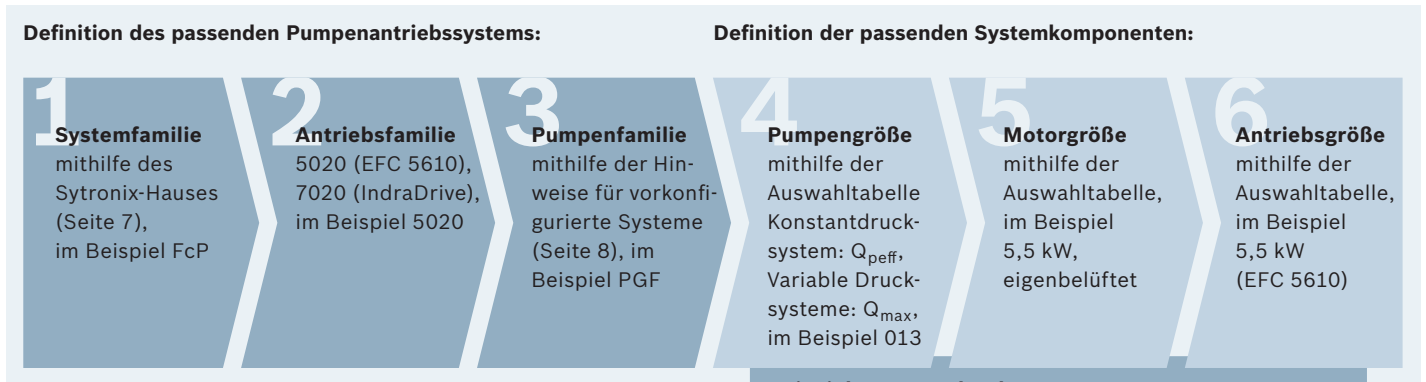 Definition des passenden Pumpenantriebssystems:
Definition der passenden Systemkomponenten:
1
Systemfamilie
mithilfe des
Sytronix-Hauses
(Seite 7),
im Beispiel FcP
2
Antriebsfamilie
5020 (EFC 5610),
7020 (IndraDrive),
im Beispiel 5020
3
Pumpenfamilie
mithilfe der Hin-
weise für vorkonfi-
gurierte Systeme
(Seite 8), im
Beispiel PGF
4
Pumpengröße
mithilfe der
Auswahltabelle
Konstantdruck-
system: Qpeff,
Variable Druck-
systeme: Qmax,
im Beispiel 013
5
Motorgröße
mithilfe der
Auswahltabelle,
im Beispiel
5,5 kW,
eigenbelüftet
6
Antriebsgröße
mithilfe der
Auswahltabelle,
im Beispiel
5,5 kW
(EFC 5610)